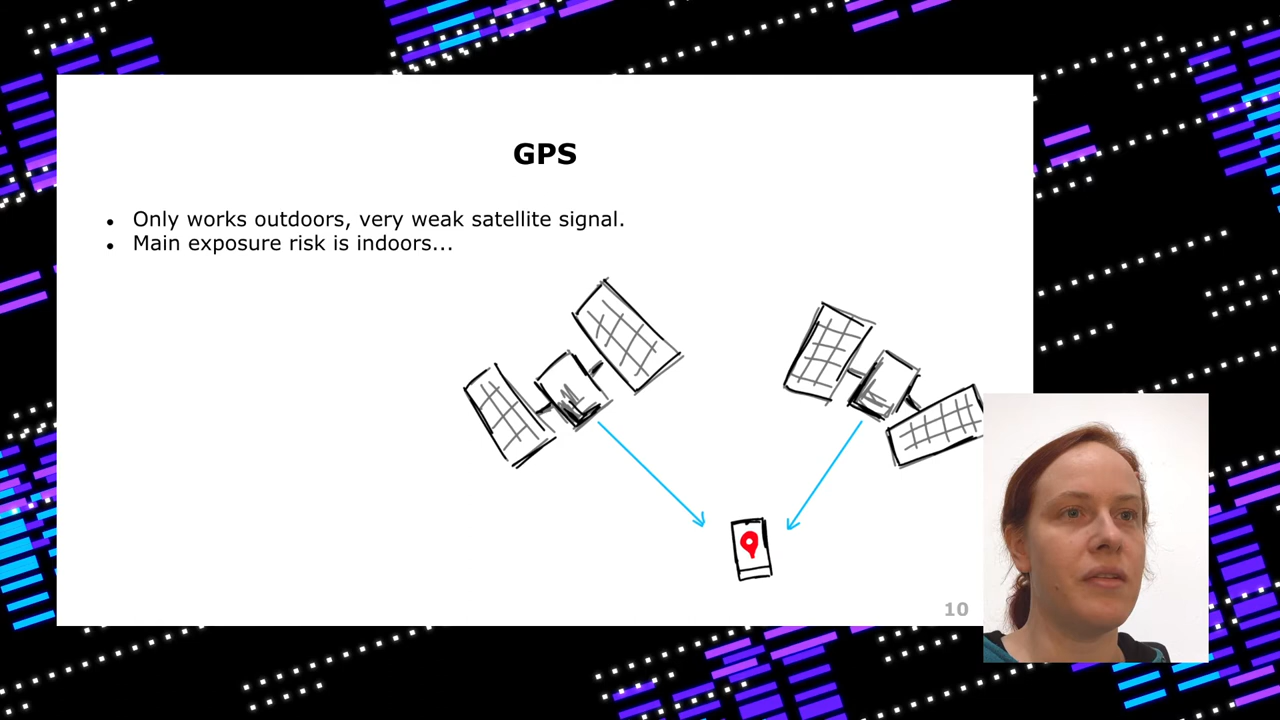 GPS
Only works outdoors, very weak satellite signal.
Main exposure risk is indoors...
10